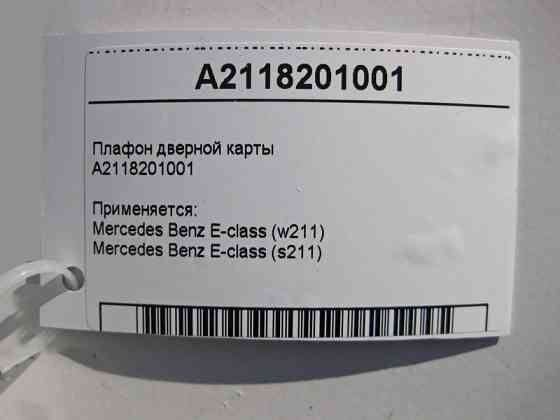 A2118201001
Плафон дверной карты
A2118201001
Применяется:
Mercedes Benz E-class (w211)
Mercedes Benz E-class (s211)